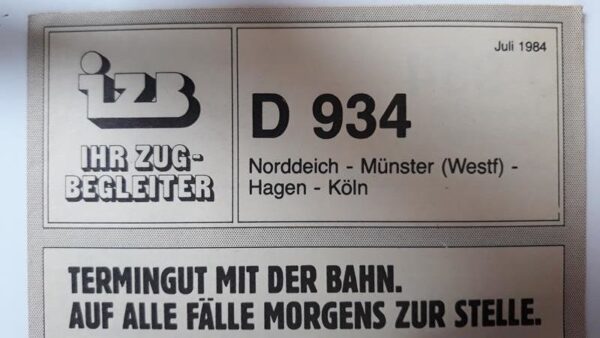 izB
IHR ZUG-
BEGLEITER
Juli 1984
D 934
Norddeich - Münster (Westf) -
Hagen - Köln
TERMINGUT MIT DER BAHN.
AUF ALLE FÄLLE MORGENS ZUR STELLE.